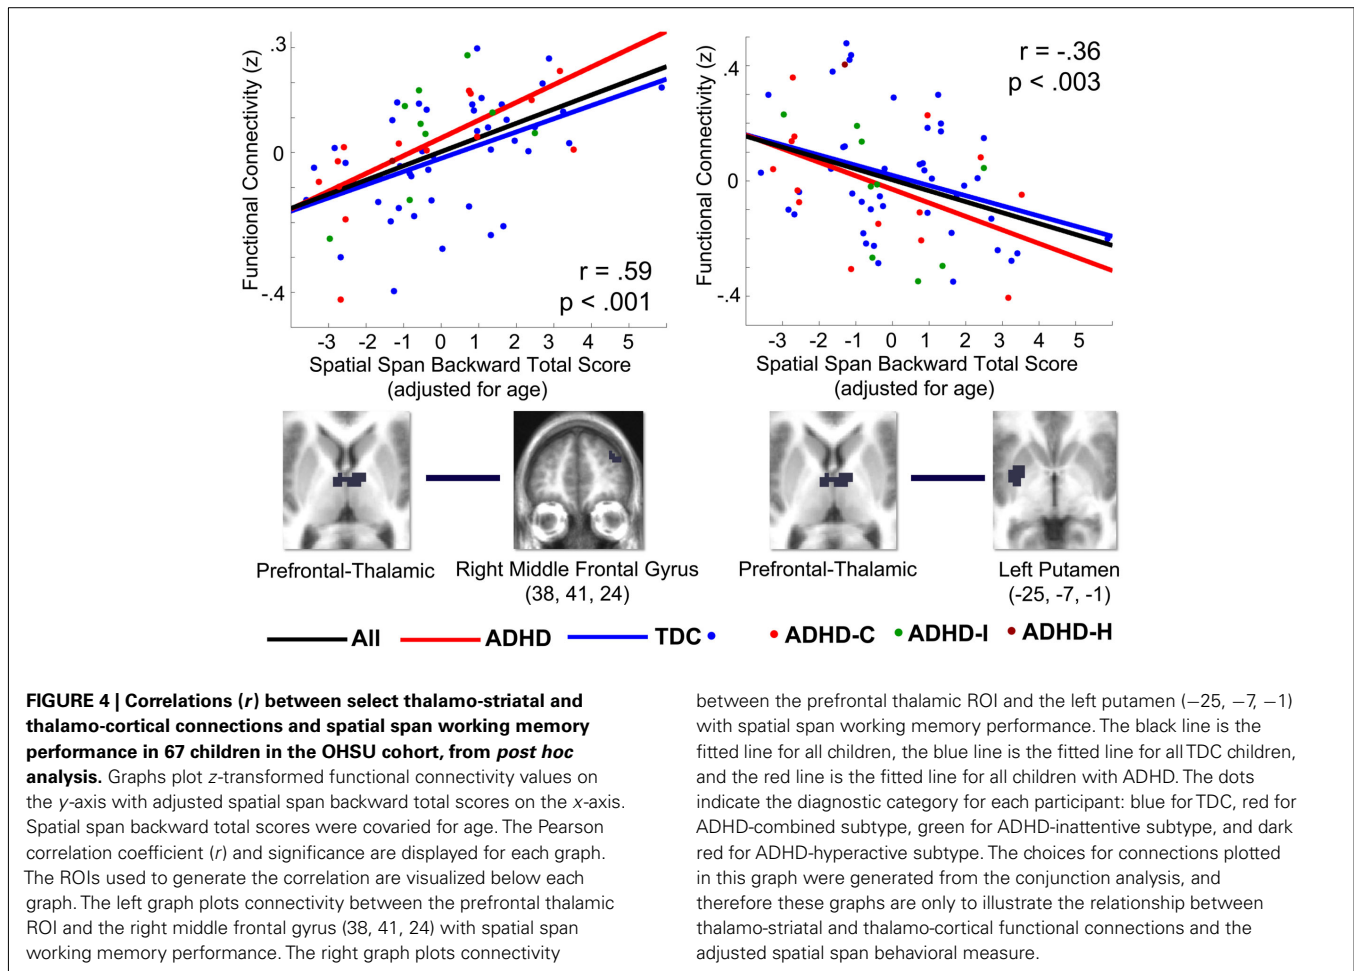 Functional Connectivity (z)
.3
0
-.4
r = .59
p < .001
-3 -2 -1 0 1 2 3 4 5
Spatial Span Backward Total Score
(adjusted for age)
Functional Connectivity (z)
.4
0
-.4
r = -.36
p < .003
-3 -2 -1 0 1 2 3 4 5
Spatial Span Backward Total Score
(adjusted for age)
Prefrontal-Thalamic
Right Middle Frontal Gyrus
(38, 41, 24)
Prefrontal-Thalamic
Left Putamen
(-25, -7, -1)
All ADHD TDC ADHD-C ADHD-I ADHD-H
FIGURE 4 | Correlations (r) between select thalamo-striatal and
thalamo-cortical connections and spatial span working memory
performance in 67 children in the OHSU cohort, from post hoc
analysis. Graphs plot z-transformed functional connectivity values on
the y-axis with adjusted spatial span backward total scores on the x-axis.
Spatial span backward total scores were covaried for age. The Pearson
correlation coefficient (r) and significance are displayed for each graph.
The ROIs used to generate the correlation are visualized below each
graph. The left graph plots connectivity between the prefrontal thalamic
ROI and the right middle frontal gyrus (38, 41, 24) with spatial span
working memory performance. The right graph plots connectivity
between the prefrontal thalamic ROI and the left putamen (−25, −7, −1)
with spatial span working memory performance. The black line is the
fitted line for all children, the blue line is the fitted line for all TDC children,
and the red line is the fitted line for all children with ADHD. The dots
indicate the diagnostic category for each participant: blue for TDC, red for
ADHD-combined subtype, green for ADHD-inattentive subtype, and dark
red for ADHD-hyperactive subtype. The choices for connections plotted
in this graph were generated from the conjunction analysis, and
therefore these graphs are only to illustrate the relationship between
thalamo-striatal and thalamo-cortical functional connections and the
adjusted spatial span behavioral measure.